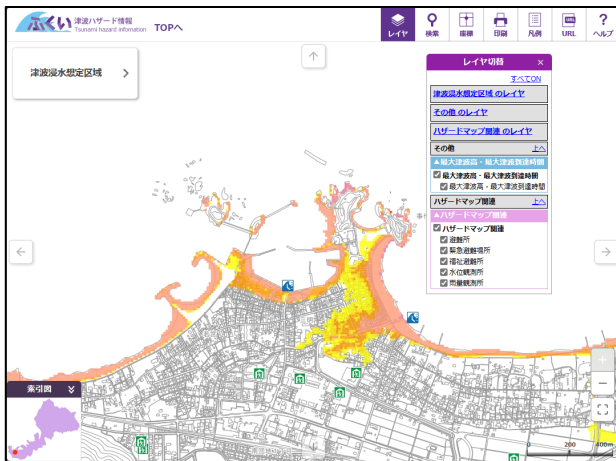 ふくい 津波ハザード情報
Tsunami hazard infomation
TOPへ
レイヤ
検索
座標
印刷
凡例
URL
ヘルプ
津波浸水想定区域
レイヤ切替 ×
すべてON
津波浸水想定区域 のレイヤ
その他 のレイヤ
ハザードマップ関連 のレイヤ
その他 上へ
▲最大津波高・最大津波到達時間
最大津波高・最大津波到達時間
最大津波高・最大津波到達時間
ハザードマップ関連 上へ
▲ハザードマップ関連
ハザードマップ関連
避難所
緊急避難場所
福祉避難所
水位観測所
雨量観測所
索引図
0 200 400m